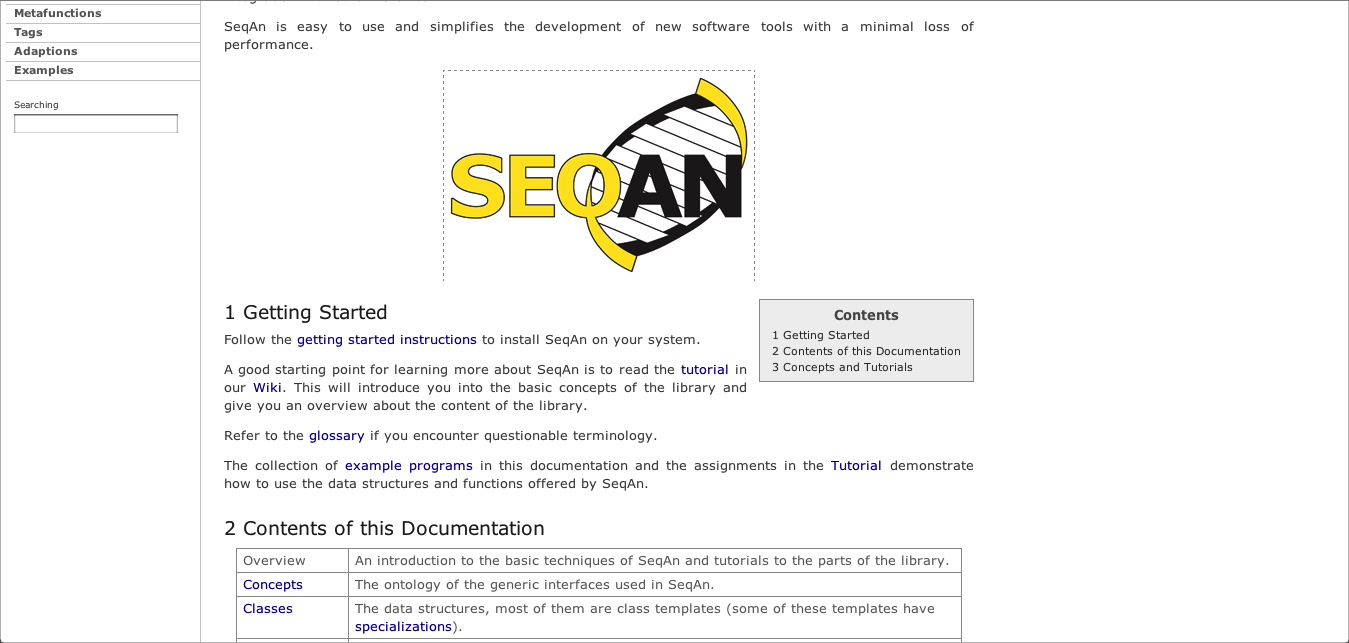 Metafunctions
Tags
Adaptions
Examples
Searching
SeqAn is easy to use and simplifies the development of new software tools with a minimal loss of
performance.
SEQAN
1 Getting Started
Follow the getting started instructions to install SeqAn on your system.
A good starting point for learning more about SeqAn is to read the tutorial in
our Wiki. This will introduce you into the basic concepts of the library and
give you an overview about the content of the library.
Refer to the glossary if you encounter questionable terminology.
The collection of example programs in this documentation and the assignments in the Tutorial demonstrate
how to use the data structures and functions offered by SeqAn.
Contents
1 Getting Started
2 Contents of this Documentation
3 Concepts and Tutorials
2 Contents of this Documentation
Overview An introduction to the basic techniques of SeqAn and tutorials to the parts of the library.
Concepts The ontology of the generic interfaces used in SeqAn.
Classes The data structures, most of them are class templates (some of these templates have
specializations).